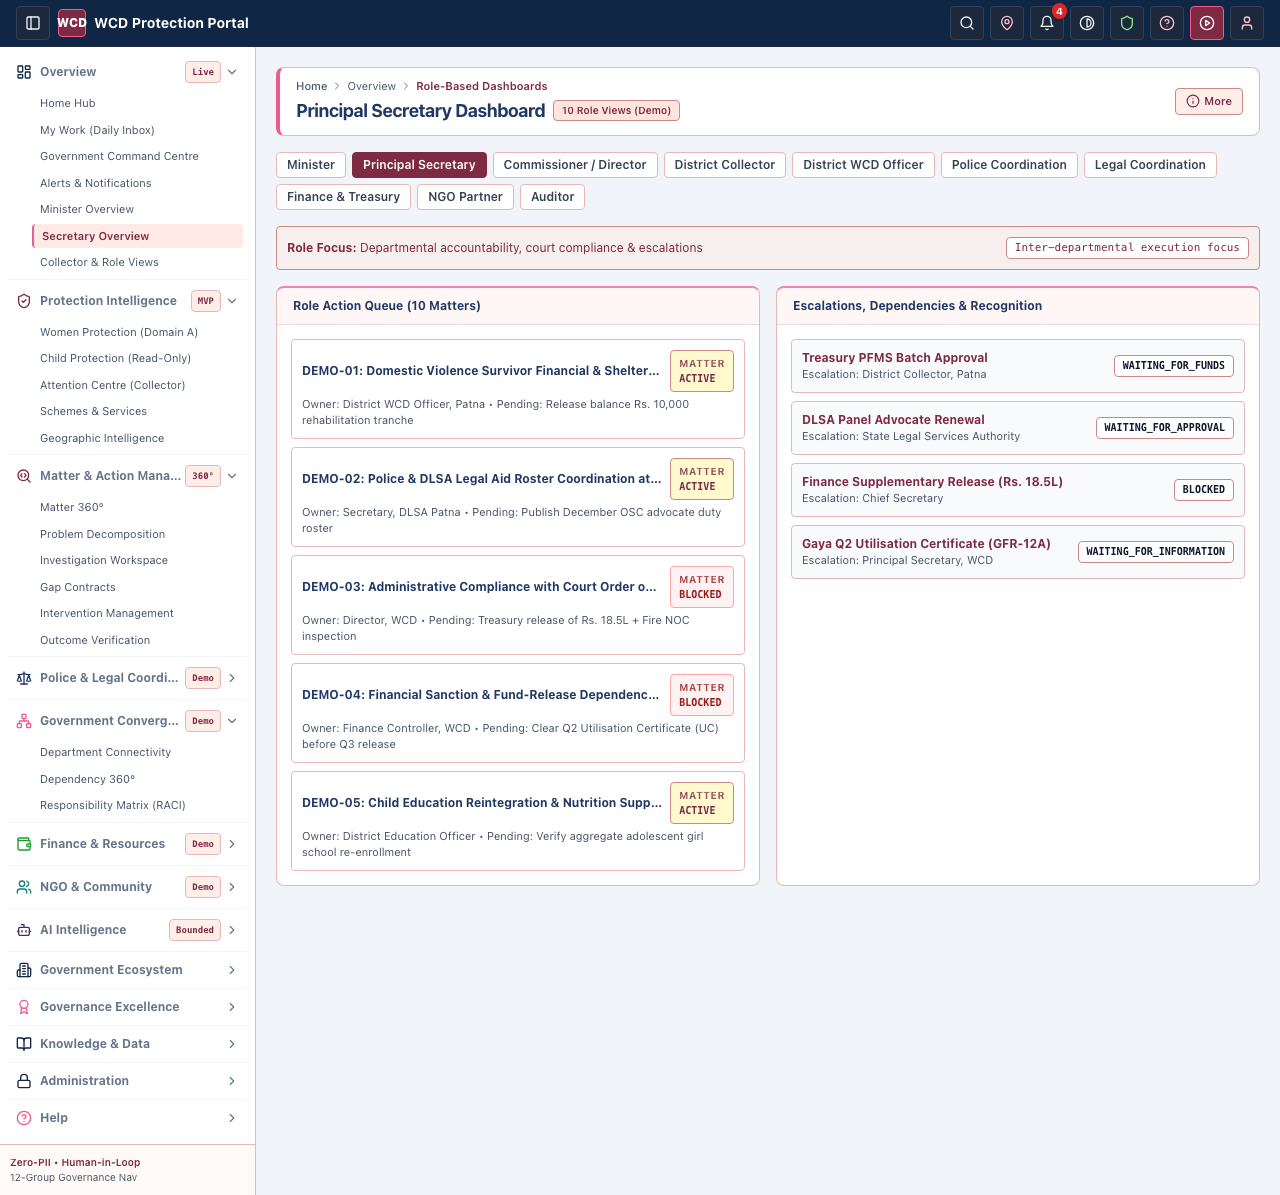 WCD WCD Protection Portal
4
Overview Live
Home Hub
My Work (Daily Inbox)
Government Command Centre
Alerts & Notifications
Minister Overview
Secretary Overview
Collector & Role Views
Protection Intelligence MVP
Women Protection (Domain A)
Child Protection (Read-Only)
Attention Centre (Collector)
Schemes & Services
Geographic Intelligence
Matter & Action Mana... 360°
Matter 360°
Problem Decomposition
Investigation Workspace
Gap Contracts
Intervention Management
Outcome Verification
Police & Legal Coordi... Demo
Government Converg... Demo
Department Connectivity
Dependency 360°
Responsibility Matrix (RACI)
Finance & Resources Demo
NGO & Community Demo
AI Intelligence Bounded
Government Ecosystem
Governance Excellence
Knowledge & Data
Administration
Help
Zero-PII • Human-in-Loop
12-Group Governance Nav
Home > Overview > Role-Based Dashboards
Principal Secretary Dashboard 10 Role Views (Demo)
More
Minister Principal Secretary Commissioner / Director District Collector District WCD Officer Police Coordination Legal Coordination
Finance & Treasury NGO Partner Auditor
Role Focus: Departmental accountability, court compliance & escalations
Inter-departmental execution focus
Role Action Queue (10 Matters)
DEMO-01: Domestic Violence Survivor Financial & Shelter...
MATTER
ACTIVE
Owner: District WCD Officer, Patna • Pending: Release balance Rs. 10,000
rehabilitation tranche
DEMO-02: Police & DLSA Legal Aid Roster Coordination at...
MATTER
ACTIVE
Owner: Secretary, DLSA Patna • Pending: Publish December OSC advocate duty
roster
DEMO-03: Administrative Compliance with Court Order o...
MATTER
BLOCKED
Owner: Director, WCD • Pending: Treasury release of Rs. 18.5L + Fire NOC
inspection
DEMO-04: Financial Sanction & Fund-Release Dependenc...
MATTER
BLOCKED
Owner: Finance Controller, WCD • Pending: Clear Q2 Utilisation Certificate (UC)
before Q3 release
DEMO-05: Child Education Reintegration & Nutrition Supp...
MATTER
ACTIVE
Owner: District Education Officer • Pending: Verify aggregate adolescent girl
school re-enrollment
Escalations, Dependencies & Recognition
Treasury PFMS Batch Approval
Escalation: District Collector, Patna
WAITING_FOR_FUNDS
DLSA Panel Advocate Renewal
Escalation: State Legal Services Authority
WAITING_FOR_APPROVAL
Finance Supplementary Release (Rs. 18.5L)
Escalation: Chief Secretary
BLOCKED
Gaya Q2 Utilisation Certificate (GFR-12A)
Escalation: Principal Secretary, WCD
WAITING_FOR_INFORMATION